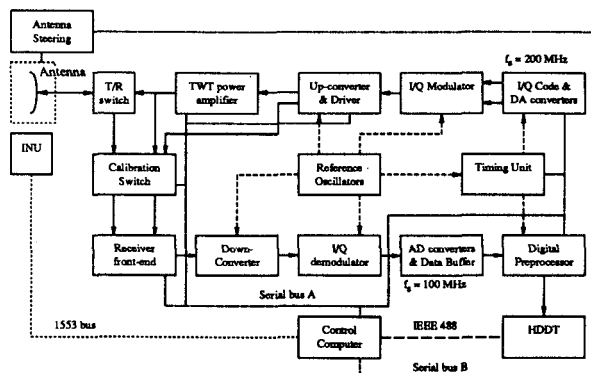 Antenna
Steering
Antenna
f_s = 200 MHz
T/R
switch
TWT power
amplifier
Up-converter
& Driver
I/Q Modulator
I/Q Code &
DA converters
INU
Calibration
Switch
Reference
Oscillators
Timing Unit
Receiver
front-end
Down-
Converter
I/Q
demodulator
AD converters
& Data Buffer
Digital
Preprocessor
f_s = 100 MHz
Serial bus A
1553 bus
Control
Computer
IEEE 488
HDDT
Serial bus B